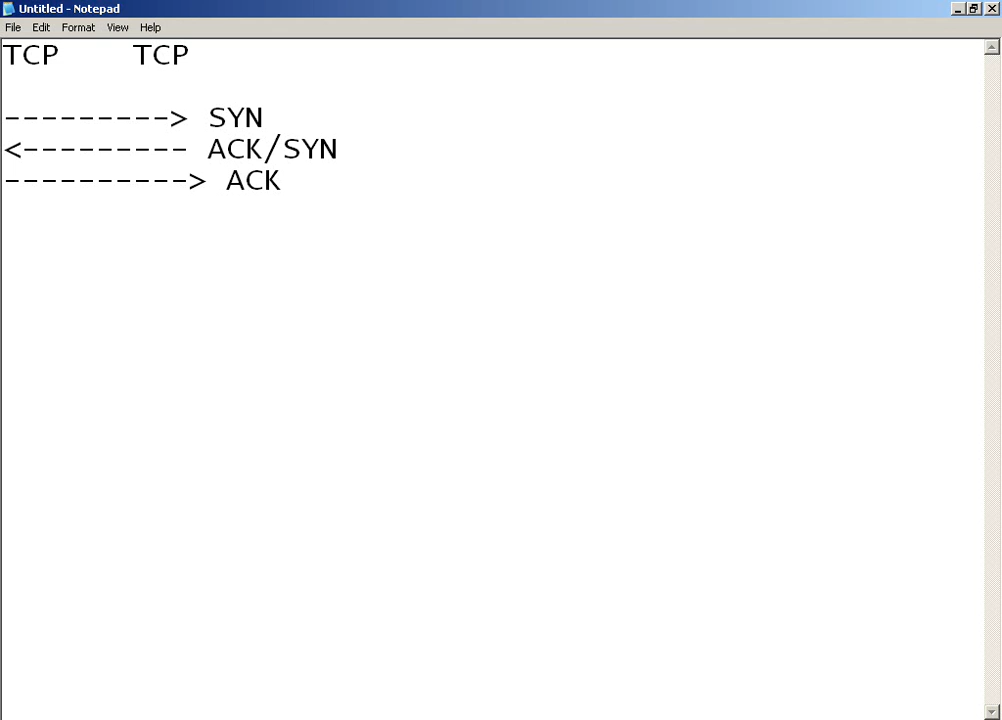 Untitled - Notepad
File Edit Format View Help
TCP TCP
---------> SYN
<--------- ACK/SYN
----------> ACK